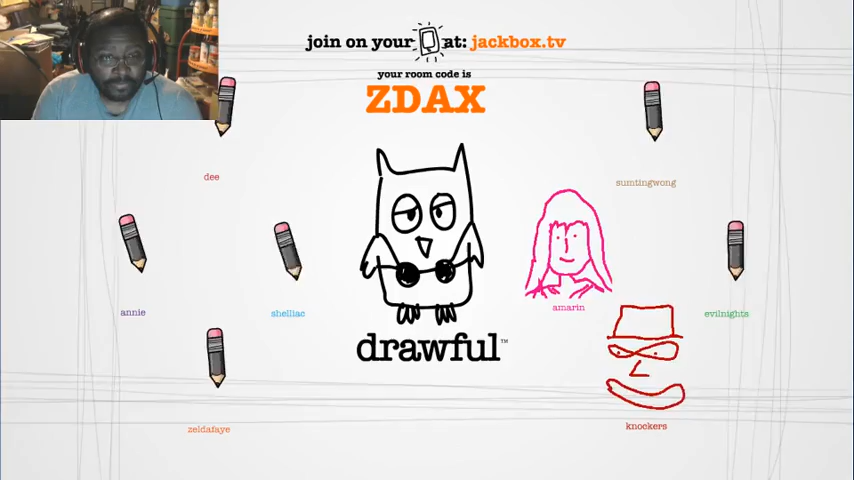 join on your at: jackbox.tv
your room code is
ZDAX
dee
sumtingwong
annie
shelliac
amarin
evilnights
drawful™
zeldafaye
knockers